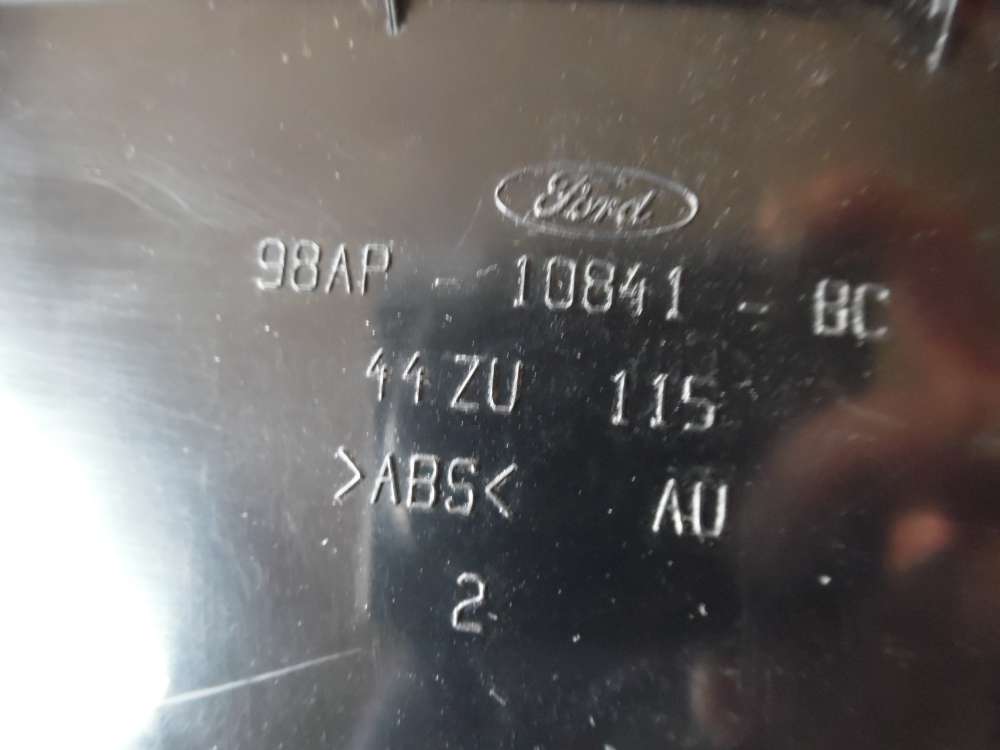 Ford
98AP - 10841 - BC
44ZU 115
>ABS< AU
2